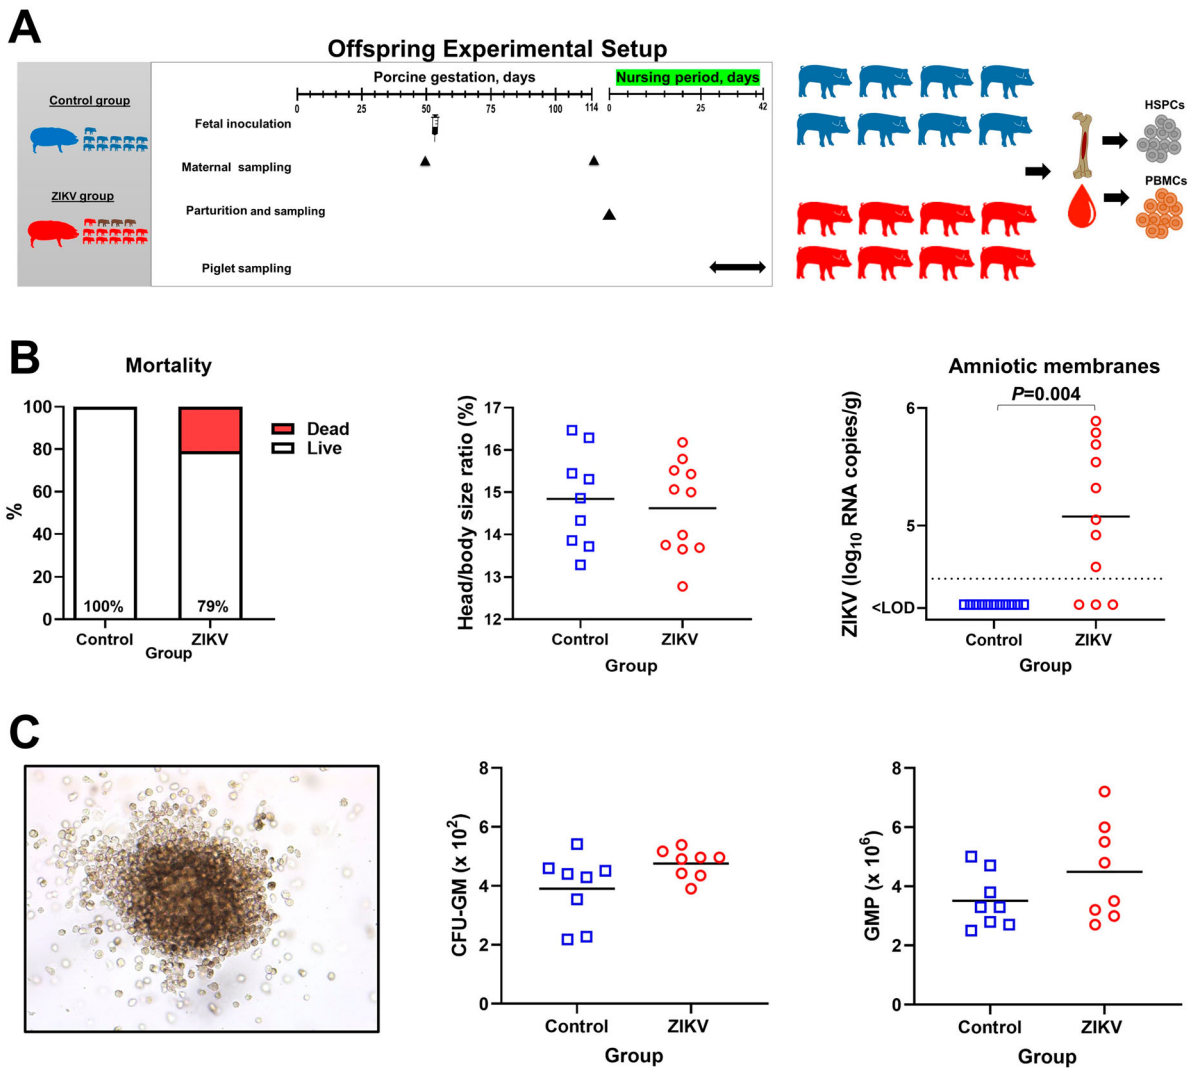 A
Offspring Experimental Setup
Control group
ZIKV group
Porcine gestation, days
Nursing period, days
0 25 50 75 100 114 0 25 42
Fetal inoculation
Maternal sampling
Parturition and sampling
Piglet sampling
HSPCs
PBMCs
B
Mortality
%
100
80
60
40
20
0
100%
79%
Control
ZIKV
Group
Dead
Live
Head/body size ratio (%)
17
16
15
14
13
12
Control
ZIKV
Group
Amniotic membranes
P=0.004
ZIKV (log10 RNA copies/g)
6
5
<LOD
Control
ZIKV
Group
C
CFU-GM (x 10²)
8
6
4
2
0
Control
ZIKV
Group
GMP (x 10⁶)
8
6
4
2
0
Control
ZIKV
Group